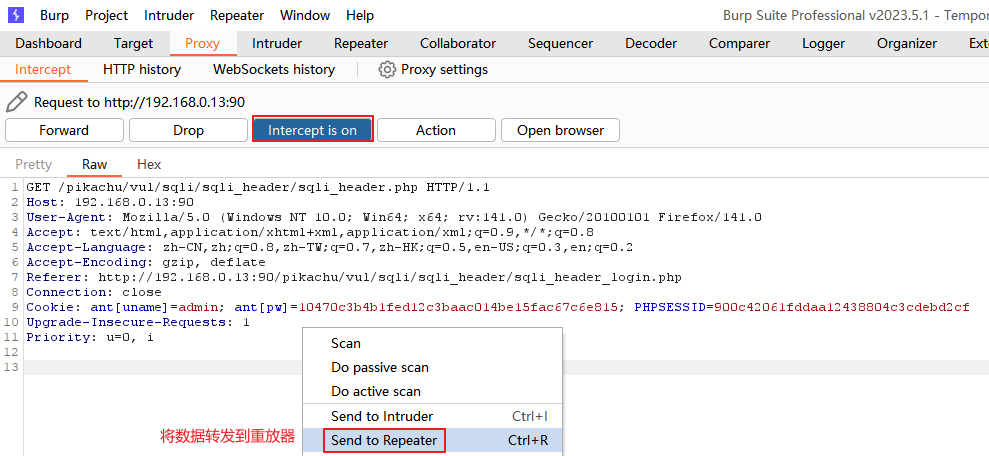 Burp Project Intruder Repeater Window Help Burp Suite Professional v2023.5.1 - Tempor
Dashboard Target Proxy Intruder Repeater Collaborator Sequencer Decoder Comparer Logger Organizer Exte
Intercept HTTP history WebSockets history Proxy settings
Request to http://192.168.0.13:90
Forward Drop Intercept is on Action Open browser
Pretty Raw Hex
1 GET /pikachu/vul/sqli/sqli_header/sqli_header.php HTTP/1.1
2 Host: 192.168.0.13:90
3 User-Agent: Mozilla/5.0 (Windows NT 10.0; Win64; x64; rv:141.0) Gecko/20100101 Firefox/141.0
4 Accept: text/html,application/xhtml+xml,application/xml;q=0.9,*/*;q=0.8
5 Accept-Language: zh-CN,zh;q=0.8,zh-TW;q=0.7,zh-HK;q=0.5,en-US;q=0.3,en;q=0.2
6 Accept-Encoding: gzip, deflate
7 Referer: http://192.168.0.13:90/pikachu/vul/sqli/sqli_header/sqli_header_login.php
8 Connection: close
9 Cookie: ant[uname]=admin; ant[pw]=10470c3b4b1fed12c3baac014be15fac67c6e815; PHPSESSID=900c42061fddaa12438804c3cdebd2cf
10 Upgrade-Insecure-Requests: 1
11 Priority: u=0, i
12
13
Scan
Do passive scan
Do active scan
Send to Intruder Ctrl+I
将数据转发到重放器 Send to Repeater Ctrl+R